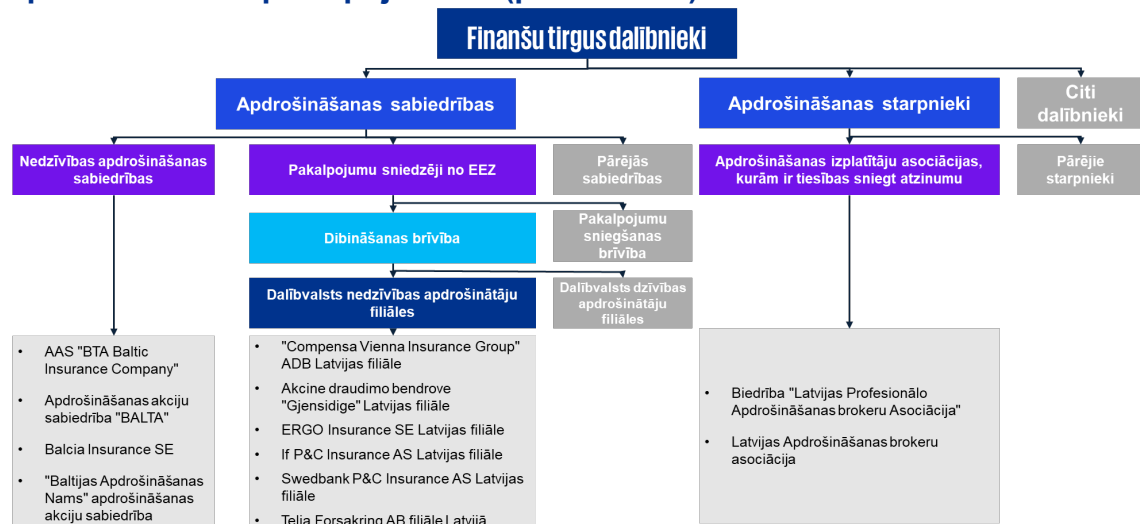 Finanšu tirgus dalībnieki
Apdrošināšanas sabiedrības
Apdrošināšanas starpnieki
Citi
dalībnieki
Nedzīvības apdrošināšanas
sabiedrības
Pakalpojumu sniedzēji no EEZ
Pārējās
sabiedrības
Apdrošināšanas izplatītāju asociācijas,
kurām ir tiesības sniegt atzinumu
Pārējie
starpnieki
Dibināšanas brīvība
Pakalpojumu
sniegšanas
brīvība
Dalībvalsts nedzīvības apdrošinātāju
filiāles
Dalībvalsts dzīvības
apdrošinātāju
filiāles
• AAS "BTA Baltic
Insurance Company"
• Apdrošināšanas akciju
sabiedrība "BALTA"
• Balcia Insurance SE
• "Baltijas Apdrošināšanas
Nams" apdrošināšanas
akciju sabiedrība
• "Compensa Vienna Insurance Group"
ADB Latvijas filiāle
• Akcine draudimo bendrove
"Gjensidige" Latvijas filiāle
• ERGO Insurance SE Latvijas filiāle
• If P&C Insurance AS Latvijas filiāle
• Swedbank P&C Insurance AS Latvijas
filiāle
• Telia Forsakring AB filiāle Latvijā
• Biedrība "Latvijas Profesionālo
Apdrošināšanas brokeru Asociācija"
• Latvijas Apdrošināšanas brokeru
asociācija